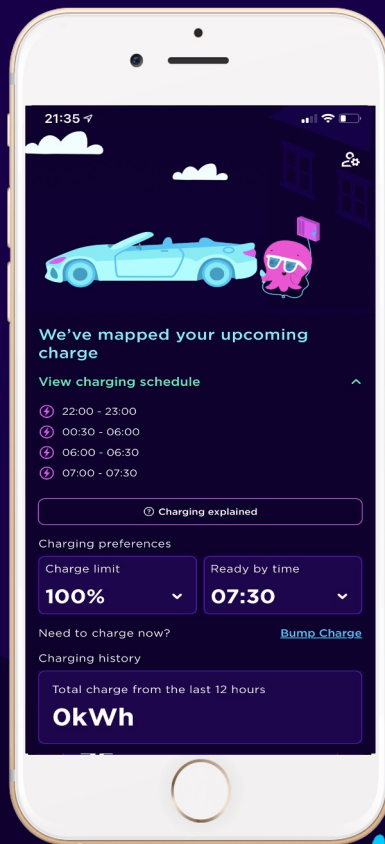 21:35
We've mapped your upcoming
charge
View charging schedule
22:00 - 23:00
00:30 - 06:00
06:00 - 06:30
07:00 - 07:30
Charging explained
Charging preferences
Charge limit
100%
Ready by time
07:30
Need to charge now?
Bump Charge
Charging history
Total charge from the last 12 hours
0kWh